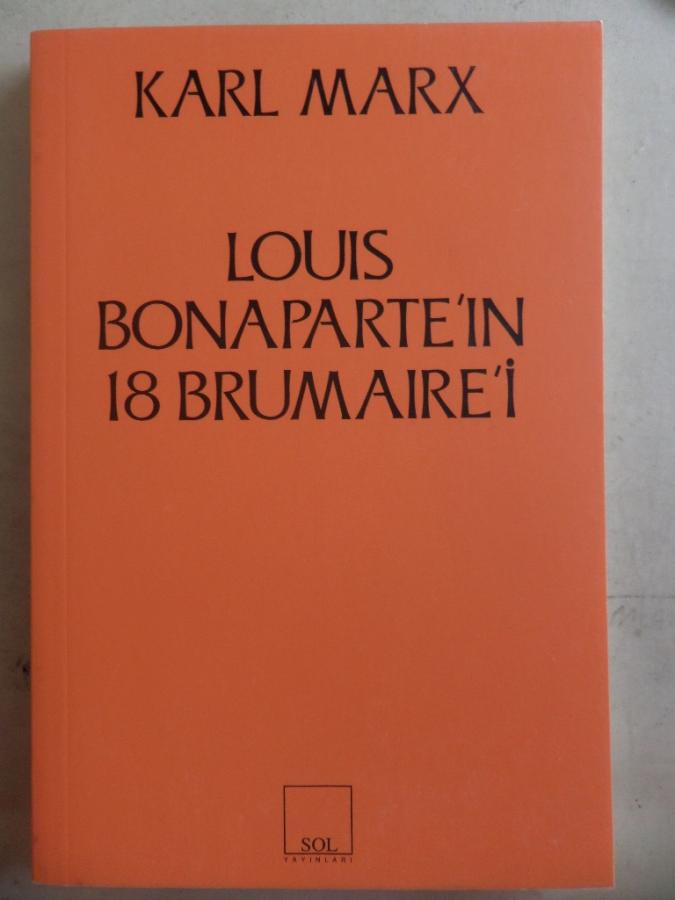 KARL MARX
LOUIS
BONAPARTE'IN
18 BRUMAIRE'İ
SOL
YAYINLARI